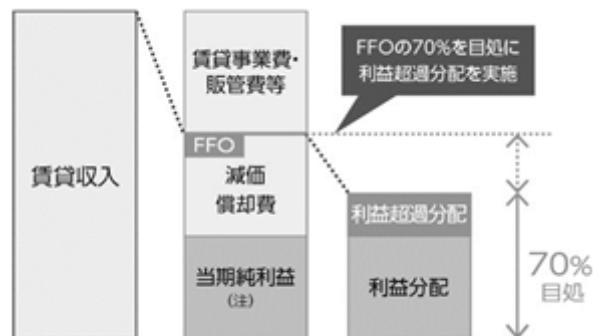 賃貸収入
賃貸事業費・
販管費等
FFO
減価
償却費
当期純利益
(注)
FFOの70%を目処に
利益超過分配を実施
利益超過分配
利益分配
70%
目処